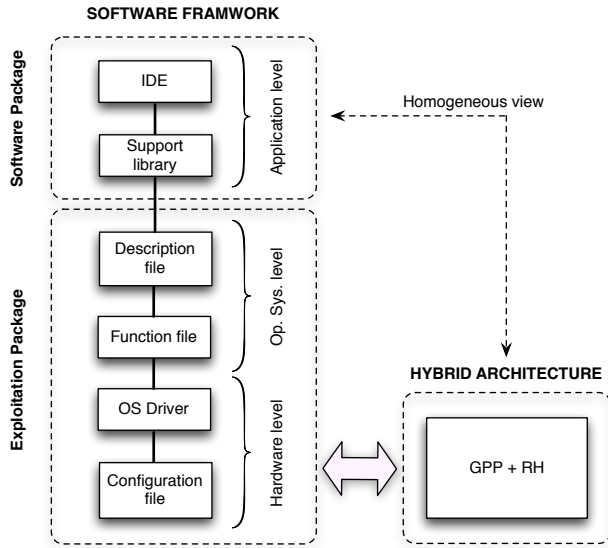 SOFTWARE FRAMWORK
Software Package
IDE
Support
library
Application level
Homogeneous view
Exploitation Package
Description
file
Function file
Op. Sys. level
OS Driver
Configuration
file
Hardware level
HYBRID ARCHITECTURE
GPP + RH